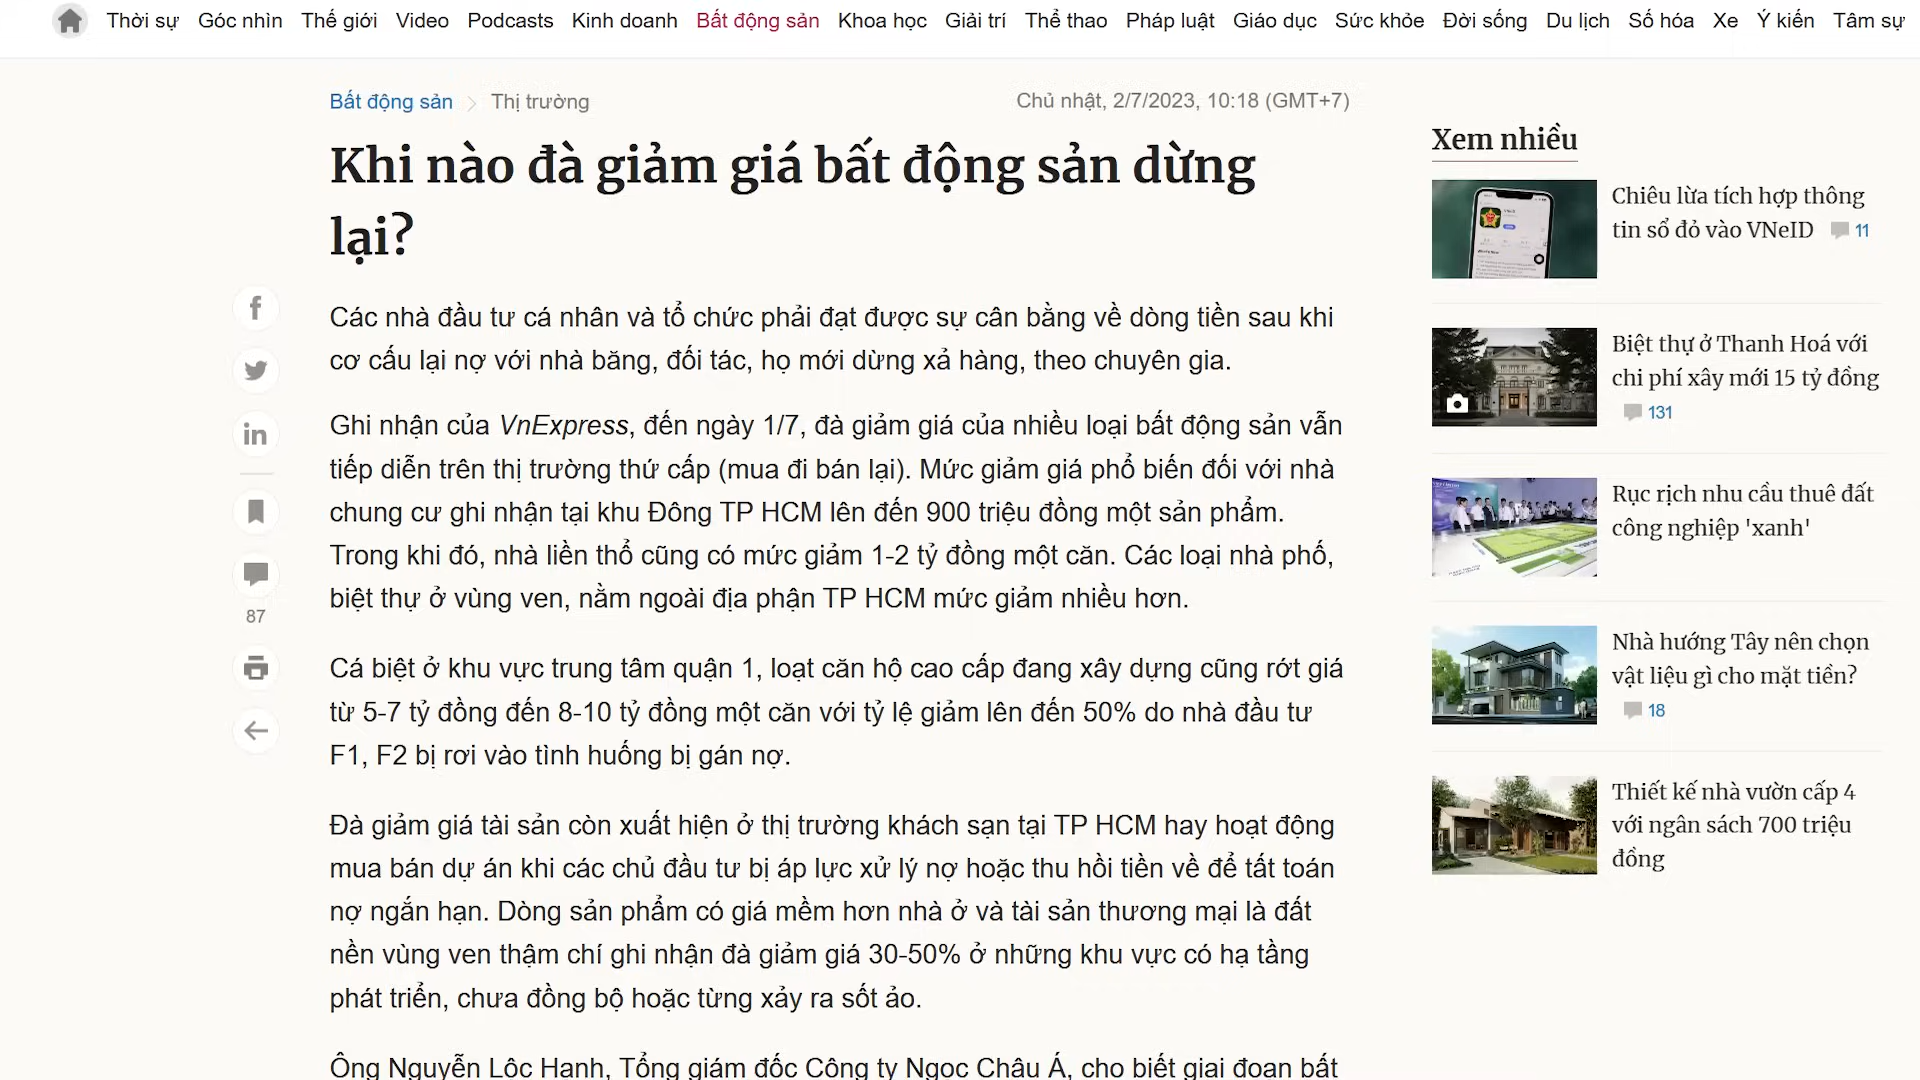 Thời sự Góc nhìn Thế giới Video Podcasts Kinh doanh Bất động sản Khoa học Giải trí Thể thao Pháp luật Giáo dục Sức khỏe Đời sống Du lịch Số hóa Xe Ý kiến Tâm sự
Bất động sản Thị trường
Chủ nhật, 2/7/2023, 10:18 (GMT+7)
Khi nào đà giảm giá bất động sản dừng
lại?
Các nhà đầu tư cá nhân và tổ chức phải đạt được sự cân bằng về dòng tiền sau khi
cơ cấu lại nợ với nhà băng, đối tác, họ mới dừng xả hàng, theo chuyên gia.
Ghi nhận của VnExpress, đến ngày 1/7, đà giảm giá của nhiều loại bất động sản vẫn
tiếp diễn trên thị trường thứ cấp (mua đi bán lại). Mức giảm giá phổ biến đối với nhà
chung cư ghi nhận tại khu Đông TP HCM lên đến 900 triệu đồng một sản phẩm.
Trong khi đó, nhà liền thổ cũng có mức giảm 1-2 tỷ đồng một căn. Các loại nhà phố,
biệt thự ở vùng ven, nằm ngoài địa phận TP HCM mức giảm nhiều hơn.
87
Cá biệt ở khu vực trung tâm quận 1, loạt căn hộ cao cấp đang xây dựng cũng rớt giá
từ 5-7 tỷ đồng đến 8-10 tỷ đồng một căn với tỷ lệ giảm lên đến 50% do nhà đầu tư
F1, F2 bị rơi vào tình huống bị gán nợ.
Đà giảm giá tài sản còn xuất hiện ở thị trường khách sạn tại TP HCM hay hoạt động
mua bán dự án khi các chủ đầu tư bị áp lực xử lý nợ hoặc thu hồi tiền về để tất toán
nợ ngắn hạn. Dòng sản phẩm có giá mềm hơn nhà ở và tài sản thương mại là đất
nền vùng ven thậm chí ghi nhận đà giảm giá 30-50% ở những khu vực có hạ tầng
phát triển, chưa đồng bộ hoặc từng xảy ra sốt ảo.
Ông Nguyễn Lộc Hạnh, Tổng giám đốc Công ty Ngọc Châu Á, cho biết giai đoạn bất
Xem nhiều
Chiêu lừa tích hợp thông
tin sổ đỏ vào VNeID 11
Biệt thự ở Thanh Hoá với
chi phí xây mới 15 tỷ đồng
131
Rục rịch nhu cầu thuê đất
công nghiệp 'xanh'
Nhà hướng Tây nên chọn
vật liệu gì cho mặt tiền?
18
Thiết kế nhà vườn cấp 4
với ngân sách 700 triệu
đồng